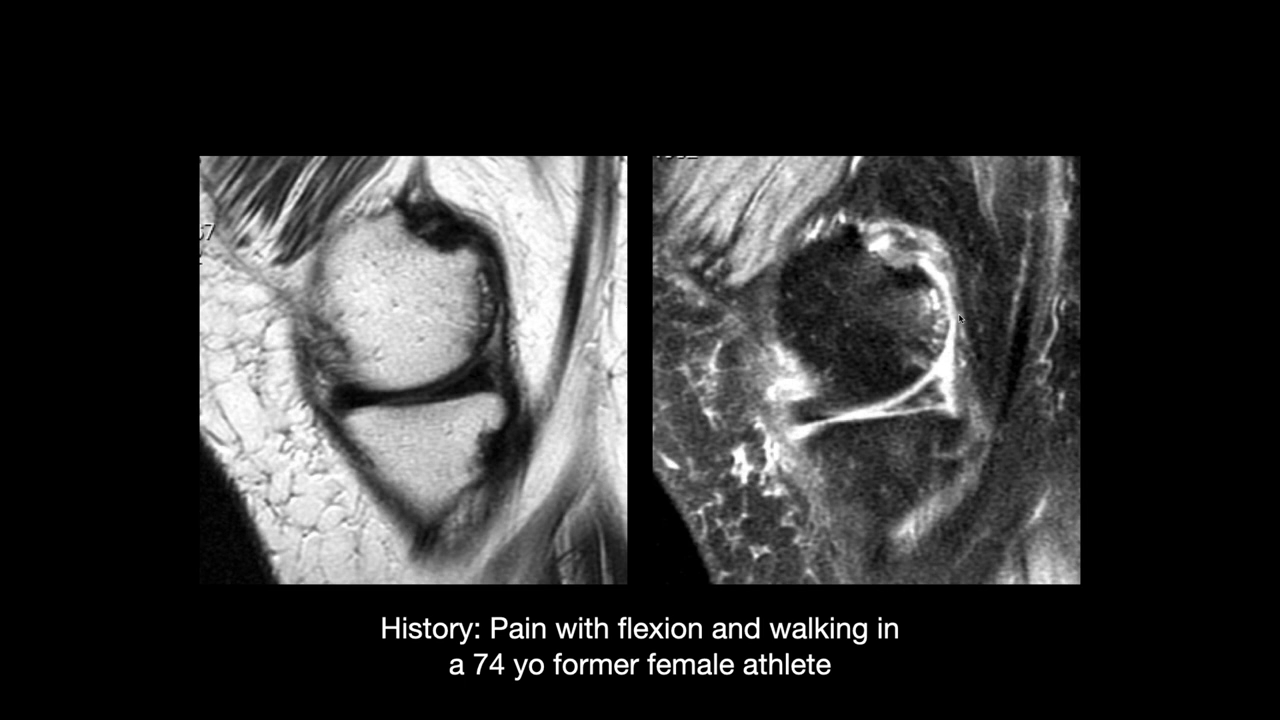 History: Pain with flexion and walking in
a 74 yo former female athlete